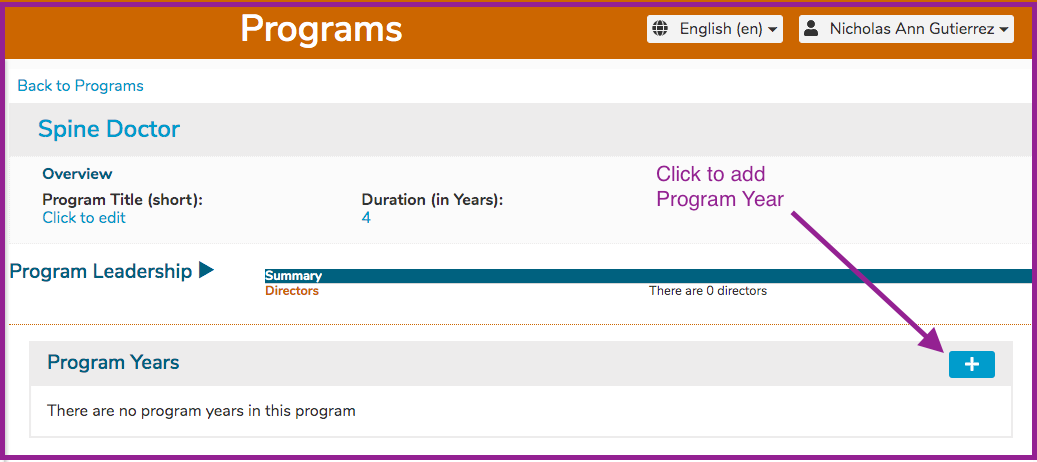 Programs
English (en)
Nicholas Ann Gutierrez
Back to Programs
Spine Doctor
Overview
Program Title (short):
Click to edit
Duration (in Years):
4
Click to add
Program Year
Program Leadership
Summary
Directors
There are 0 directors
Program Years
There are no program years in this program